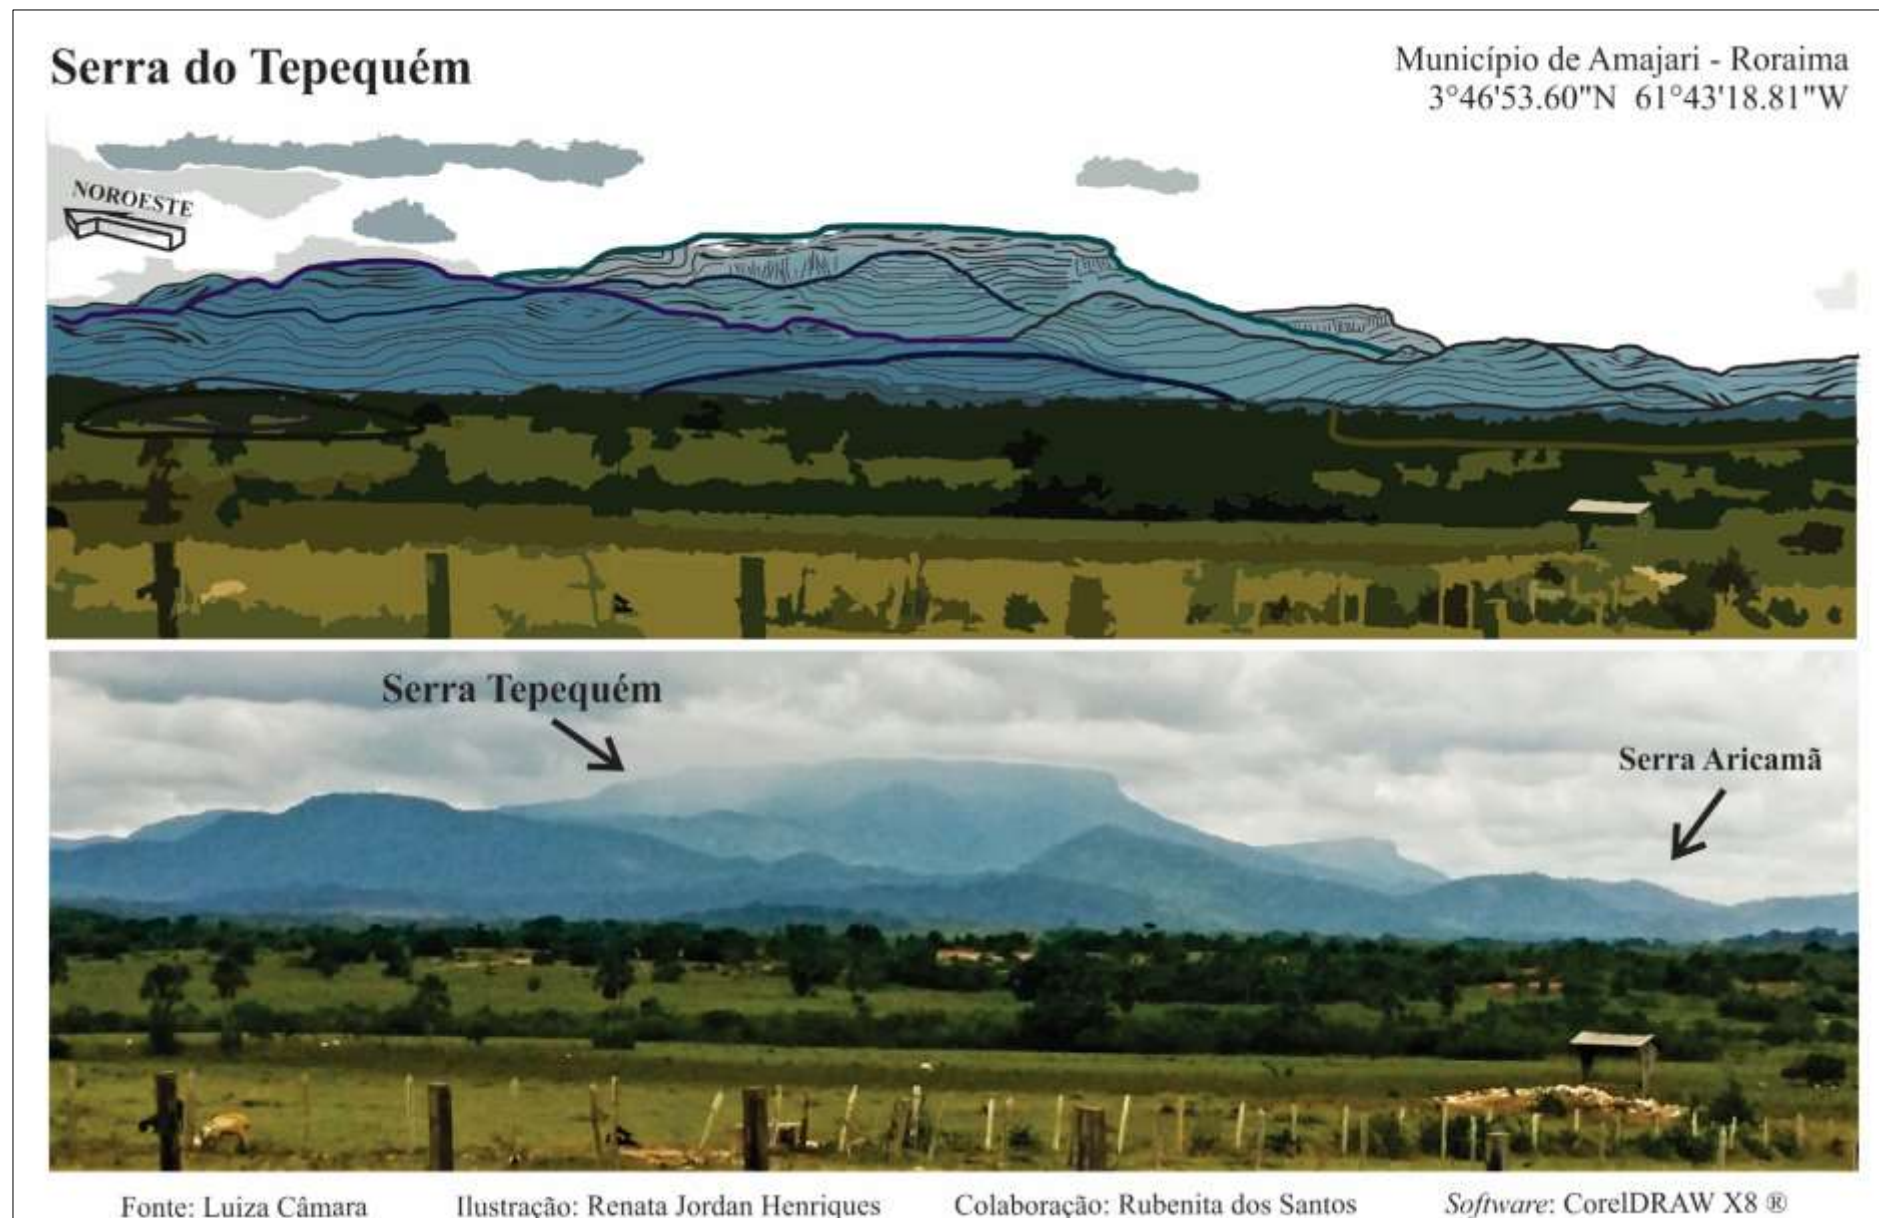 Serra do Tepequém
Município de Amajari - Roraima
3°46'53.60"N 61°43'18.81"W
NOROESTE
Serra Tepequém
Serra Aricamã
Fonte: Luiza Câmara Ilustração: Renata Jordan Henriques Colaboração: Rubenita dos Santos Software: CorelDRAW X8 ®